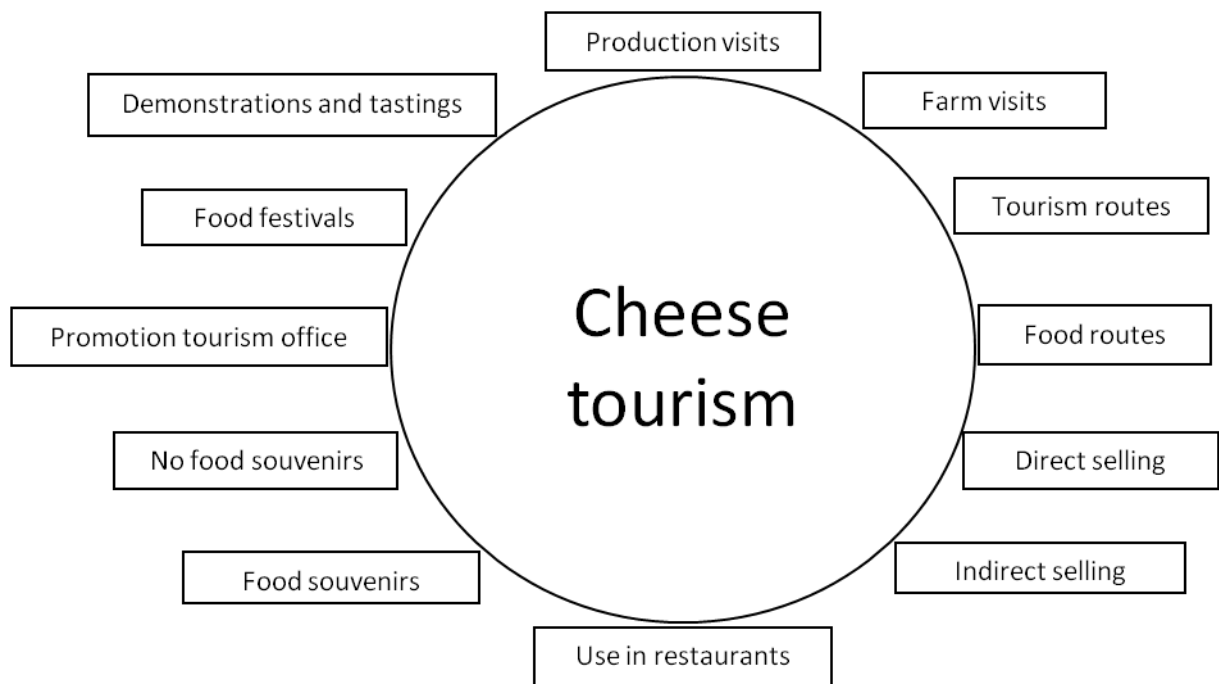 Production visits
Demonstrations and tastings
Farm visits
Food festivals
Tourism routes
Cheese
tourism
Promotion tourism office
Food routes
No food souvenirs
Direct selling
Food souvenirs
Indirect selling
Use in restaurants